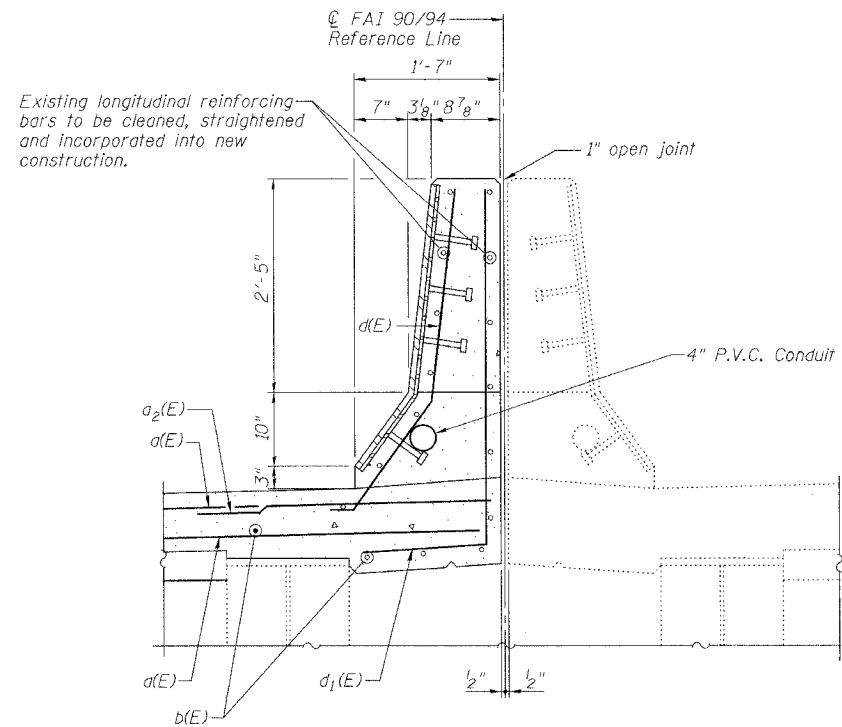 ℄ FAI 90/94
Reference Line
1'-7"
7" 3⅛" 8⅞"
Existing longitudinal reinforcing
bars to be cleaned, straightened
and incorporated into new
construction.
1" open joint
2'-5"
d(E)
4" P.V.C. Conduit
a₂(E)
a(E)
10"
3"
a(E)
d₁(E)
½" ½"
b(E)